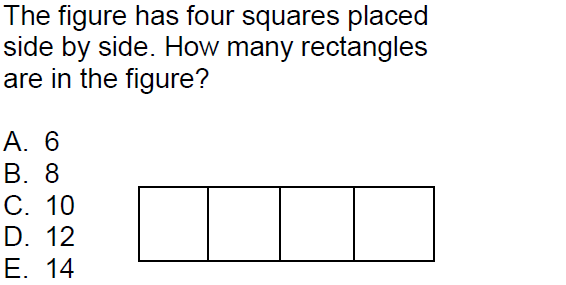 The figure has four squares placed
side by side. How many rectangles
are in the figure?
A. 6
B. 8
C. 10
D. 12
E. 14